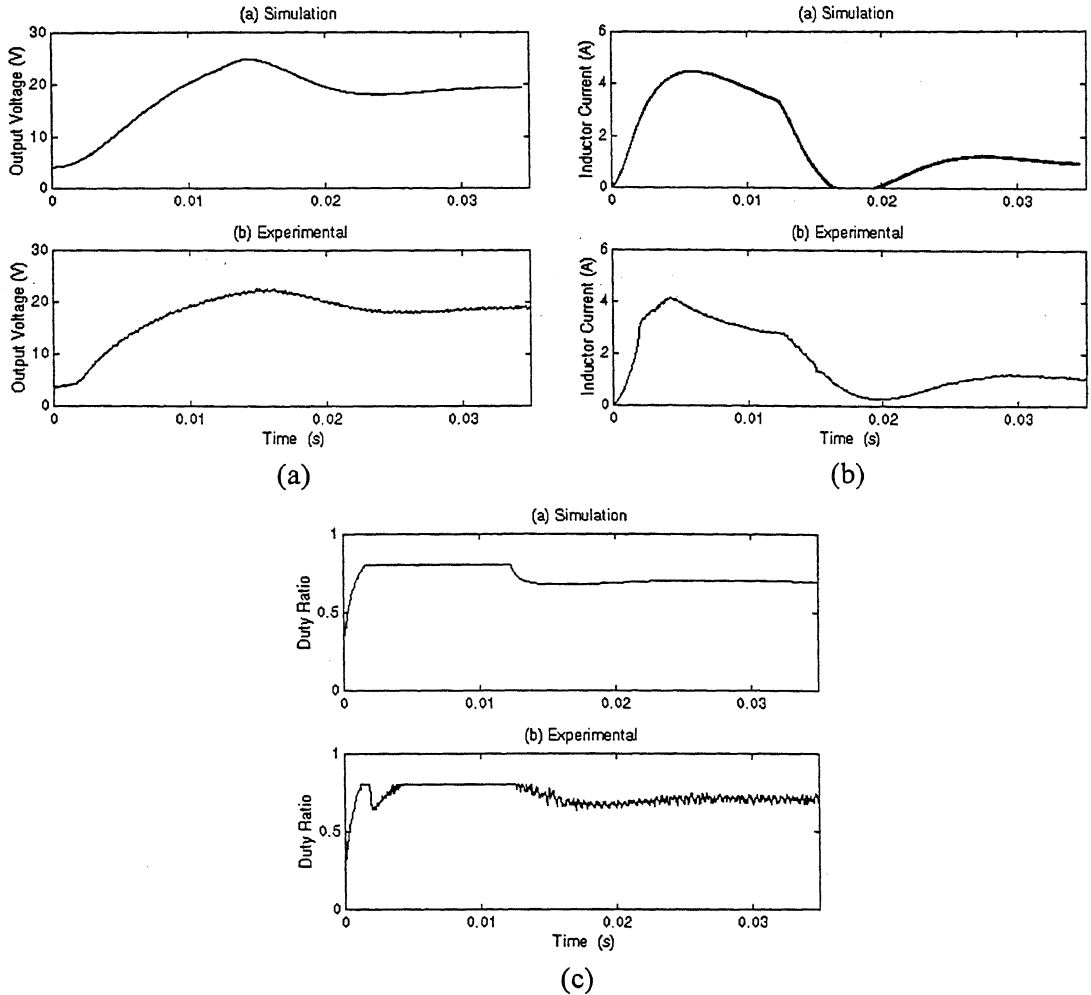 (a) Simulation
Output Voltage (V)
30
20
10
0
0 0.01 0.02 0.03
(b) Experimental
Output Voltage (V)
30
20
10
0
0 0.01 0.02 0.03
Time (s)
(a)
(a) Simulation
Inductor Current (A)
6
4
2
0
0 0.01 0.02 0.03
(b) Experimental
Inductor Current (A)
6
4
2
0
0 0.01 0.02 0.03
Time (s)
(b)
(a) Simulation
Duty Ratio
1
0.5
0
0 0.01 0.02 0.03
(b) Experimental
Duty Ratio
1
0.5
0
0 0.01 0.02 0.03
Time (s)
(c)